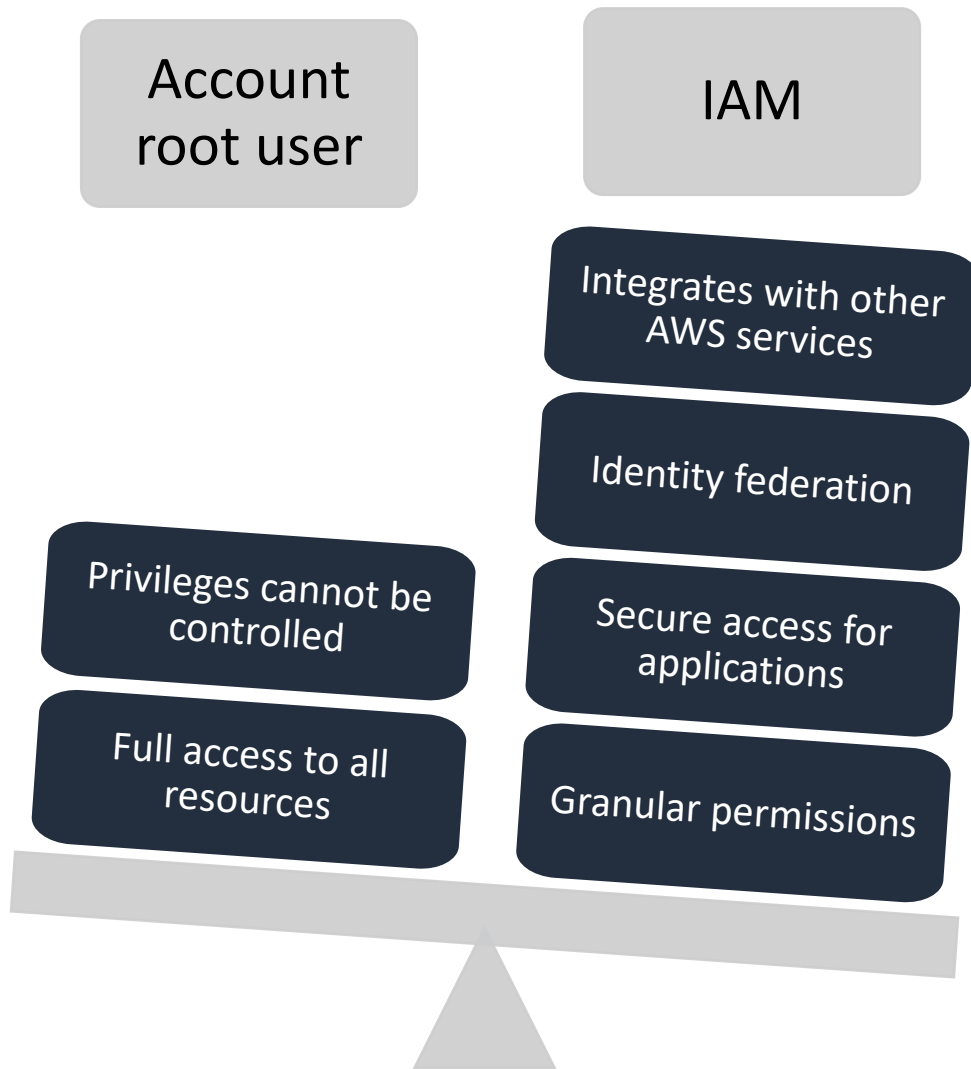 Account
root user
IAM
Privileges cannot be
controlled
Full access to all
resources
Integrates with other
AWS services
Identity federation
Secure access for
applications
Granular permissions